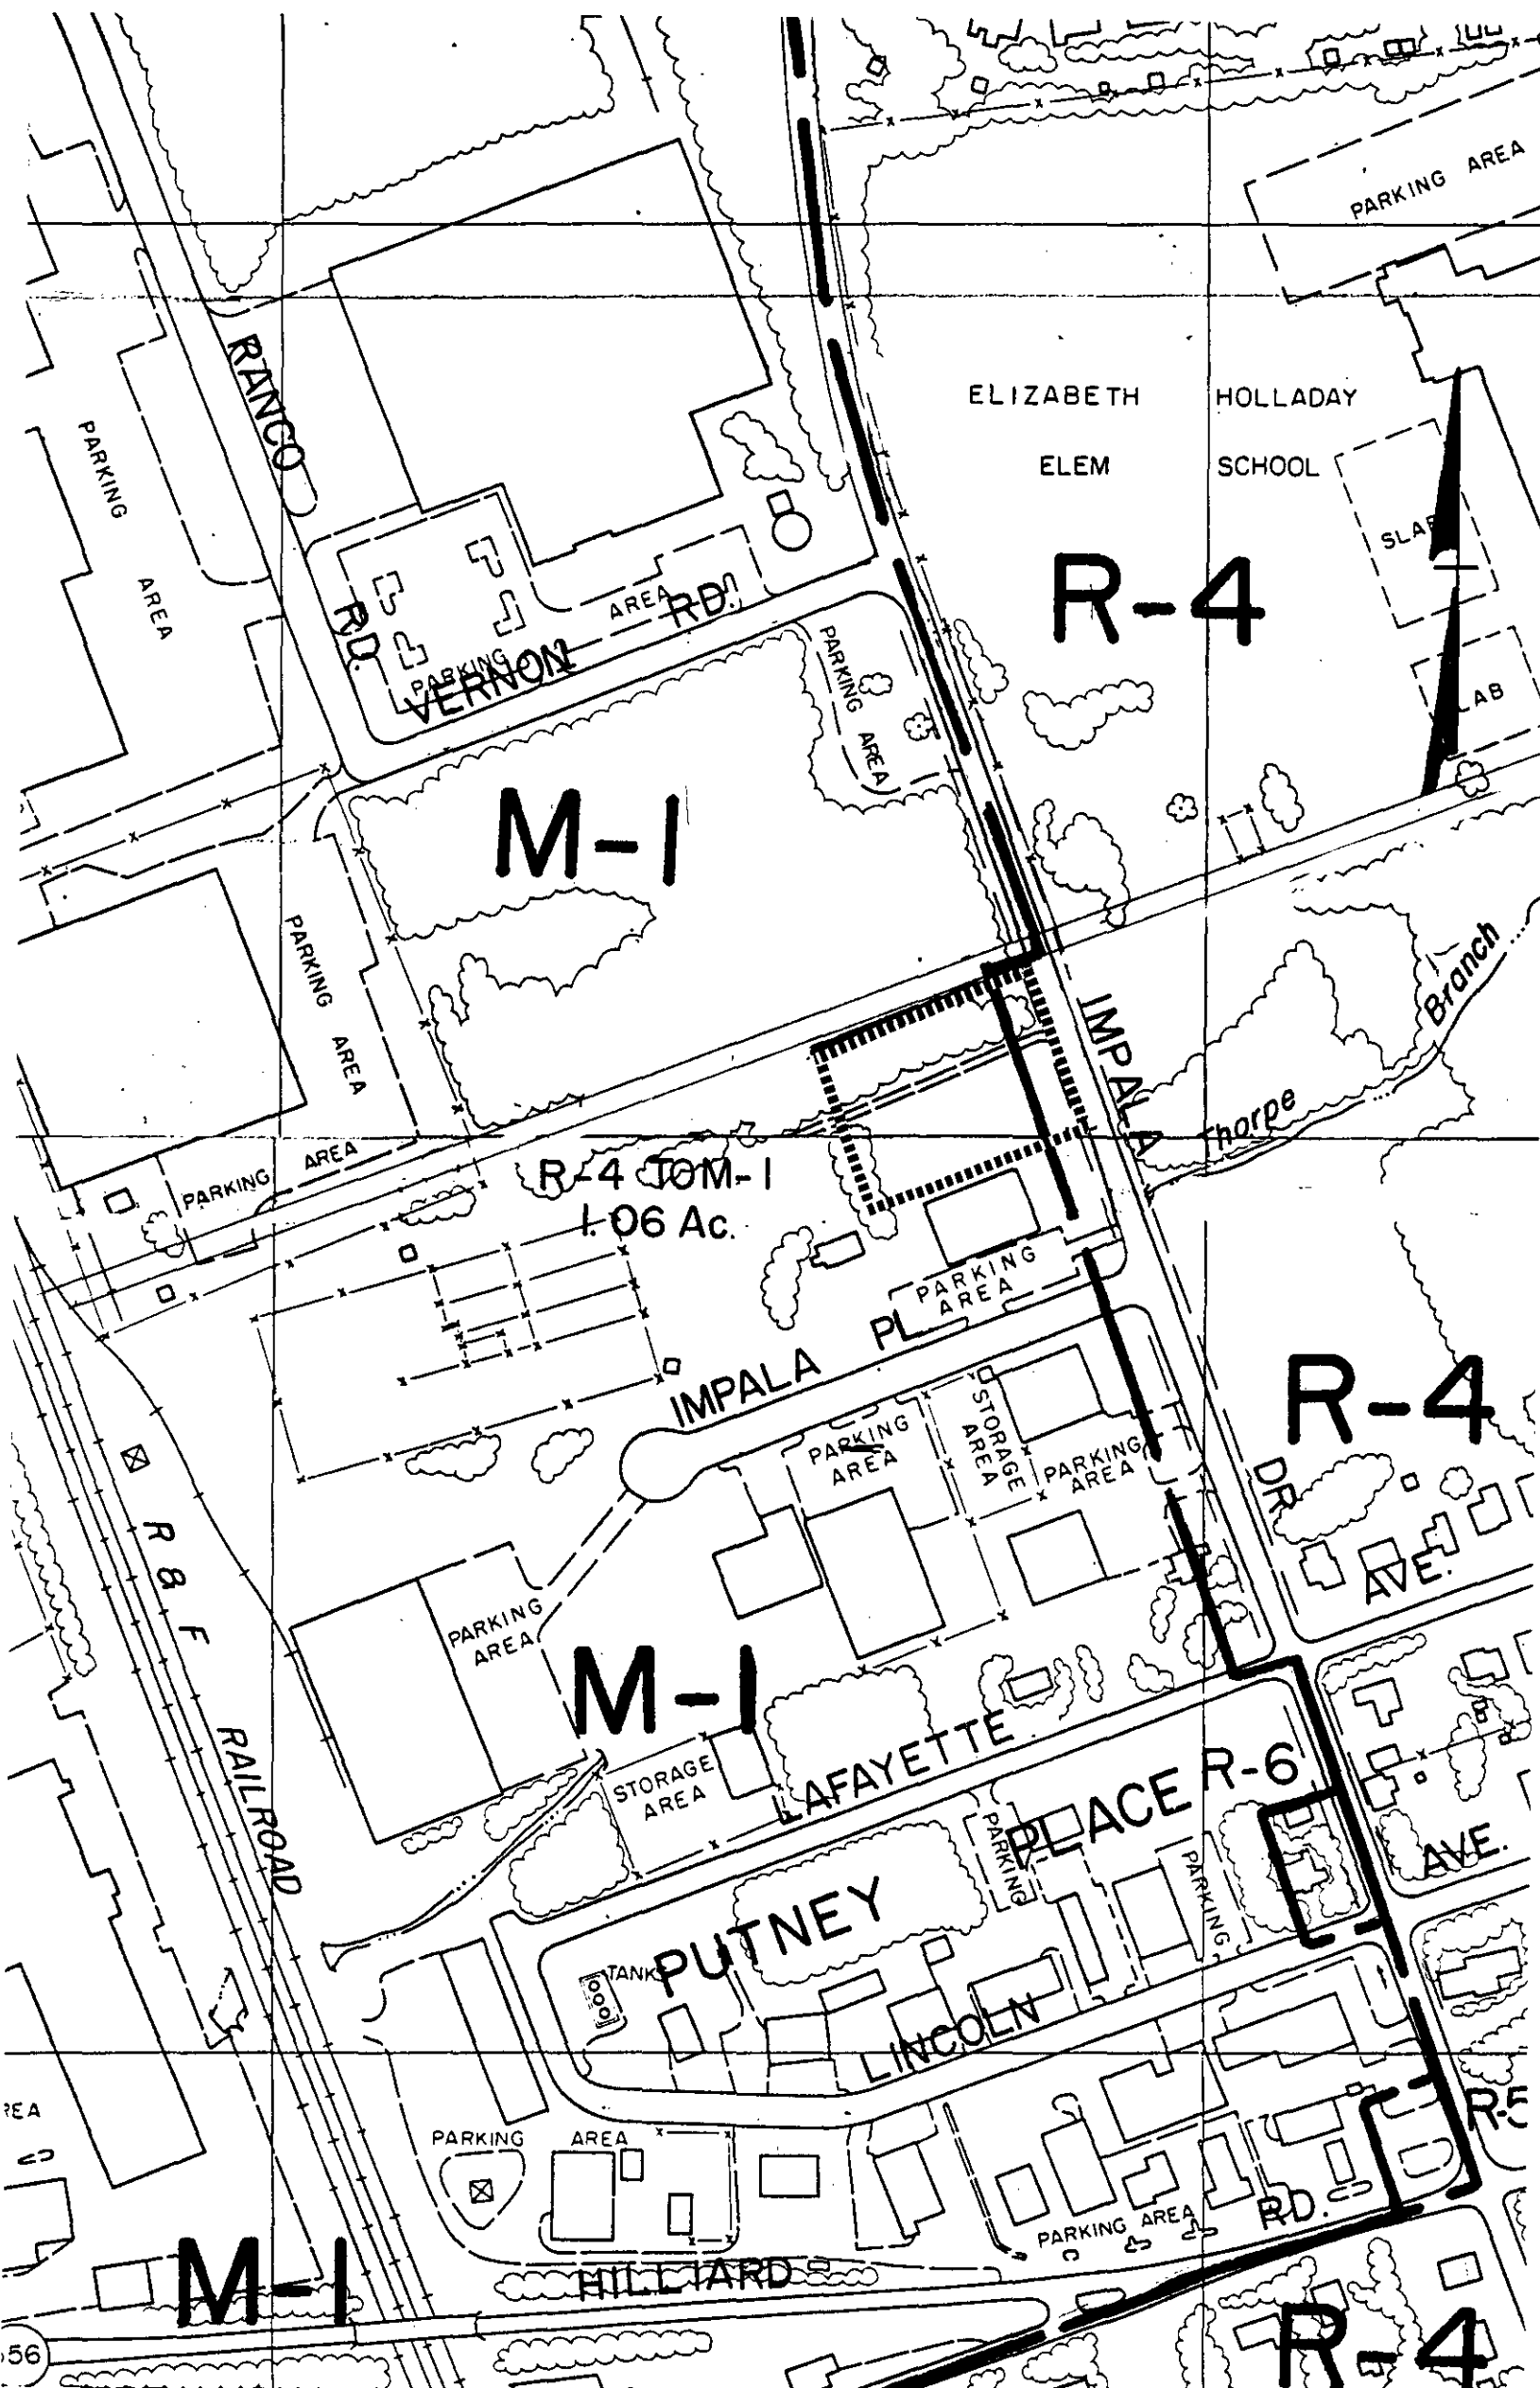 PARKING AREA
RANCO
RD.
ELIZABETH HOLLADAY
ELEM SCHOOL
PARKING
AREA
SLAB
R-4
AREA
RD.
PARKING
VERNON
PARKING AREA
LAB
M-1
PARKING
AREA
Branch
IMPALA
Thorpe
PARKING AREA
R-4 TO M-1
1.06 Ac.
PARKING
AREA
IMPALA PL.
R-4
PARKING
AREA
STORAGE
AREA
PARKING
AREA
DR.
AVE.
R & F
RAILROAD
PARKING
AREA
M-1
STORAGE
AREA
LAFAYETTE
AVE.
PUTNEY PLACE
R-6
PARKING
PARKING
TANKS
LINCOLN
REA
R-5
PARKING AREA
PARKING AREA
RD.
HILLIARD
M-1
R-4
56